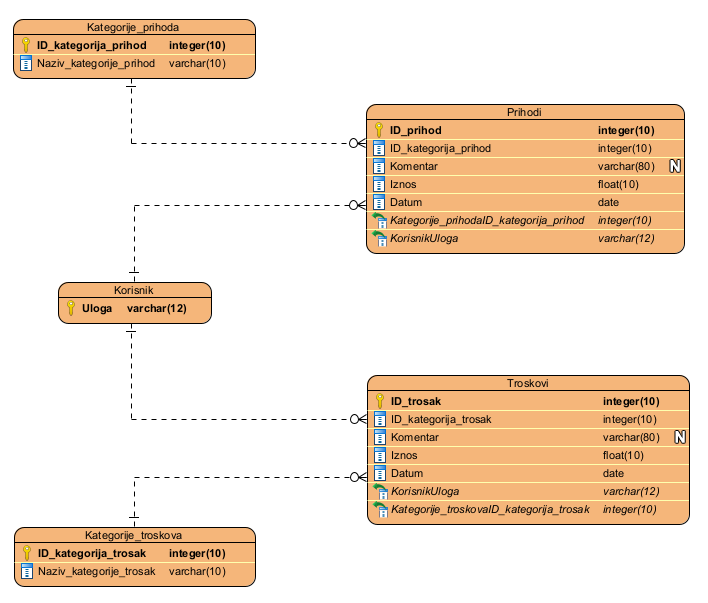 Kategorije_prihoda
ID_kategorija_prihod integer(10)
Naziv_kategorije_prihod varchar(10)
Prihodi
ID_prihod integer(10)
ID_kategorija_prihod integer(10)
Komentar varchar(80) N
Iznos float(10)
Datum date
Kategorije_prihodaID_kategorija_prihod integer(10)
KorisnikUloga varchar(12)
Korisnik
Uloga varchar(12)
Troskovi
ID_trosak integer(10)
ID_kategorija_trosak integer(10)
Komentar varchar(80) N
Iznos float(10)
Datum date
KorisnikUloga varchar(12)
Kategorije_troskovaID_kategorija_trosak integer(10)
Kategorije_troskova
ID_kategorija_trosak integer(10)
Naziv_kategorije_trosak varchar(10)